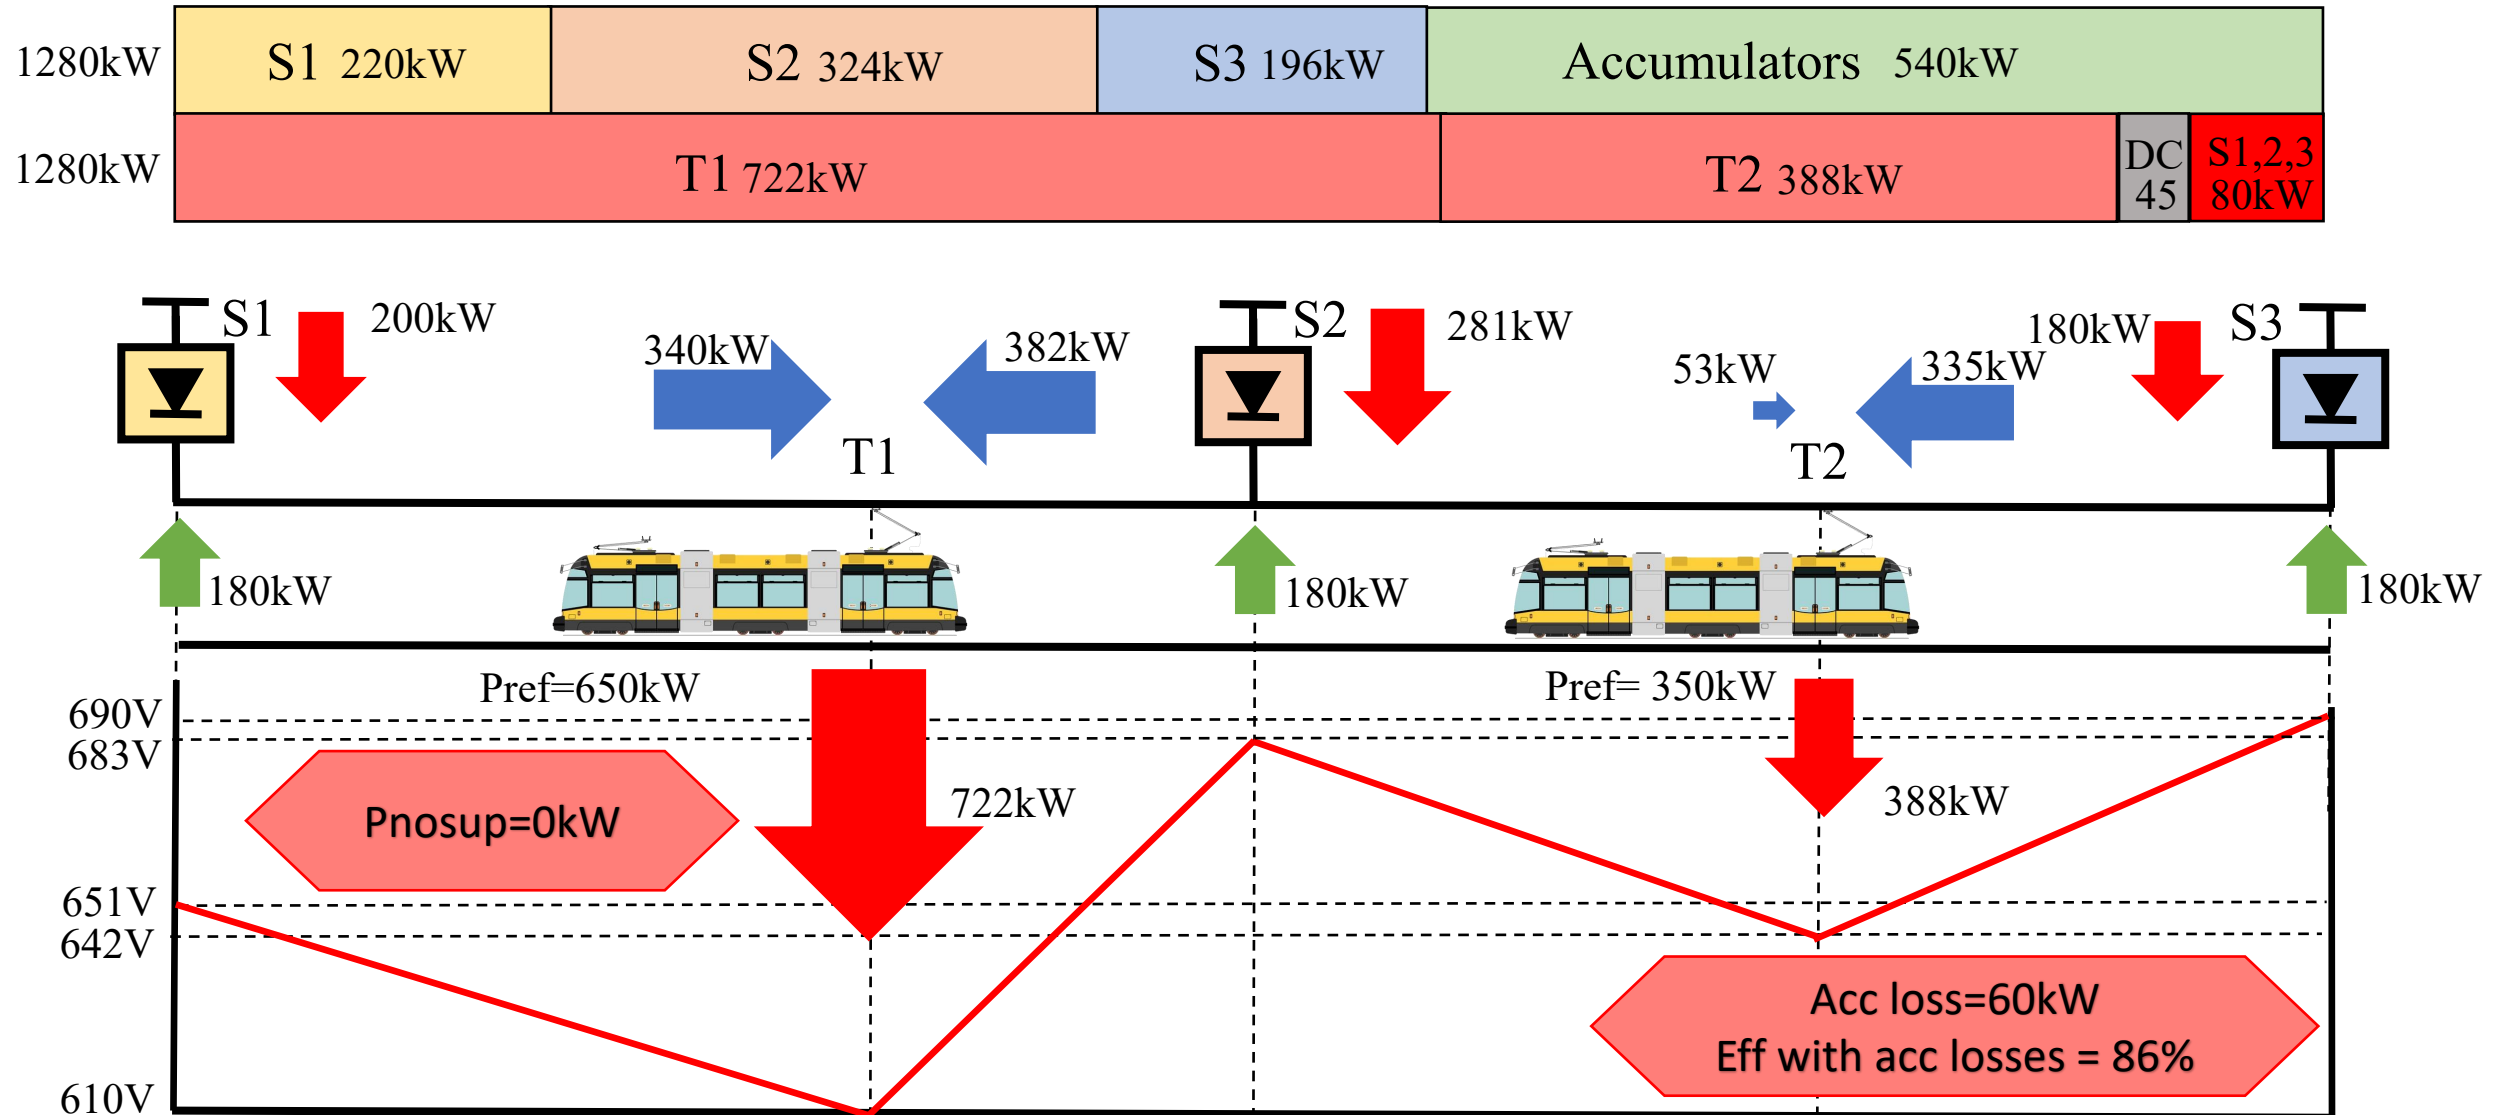 1280kW
S1 220kW
S2 324kW
S3 196kW
Accumulators 540kW
1280kW
T1 722kW
T2 388kW
DC
45
S1,2,3
80kW
S1
200kW
340kW
382kW
S2
281kW
53kW
335kW
180kW
S3
T1
T2
180kW
180kW
180kW
Pref=650kW
Pref= 350kW
690V
683V
Pnosup=0kW
722kW
388kW
651V
642V
Acc loss=60kW
Eff with acc losses = 86%
610V